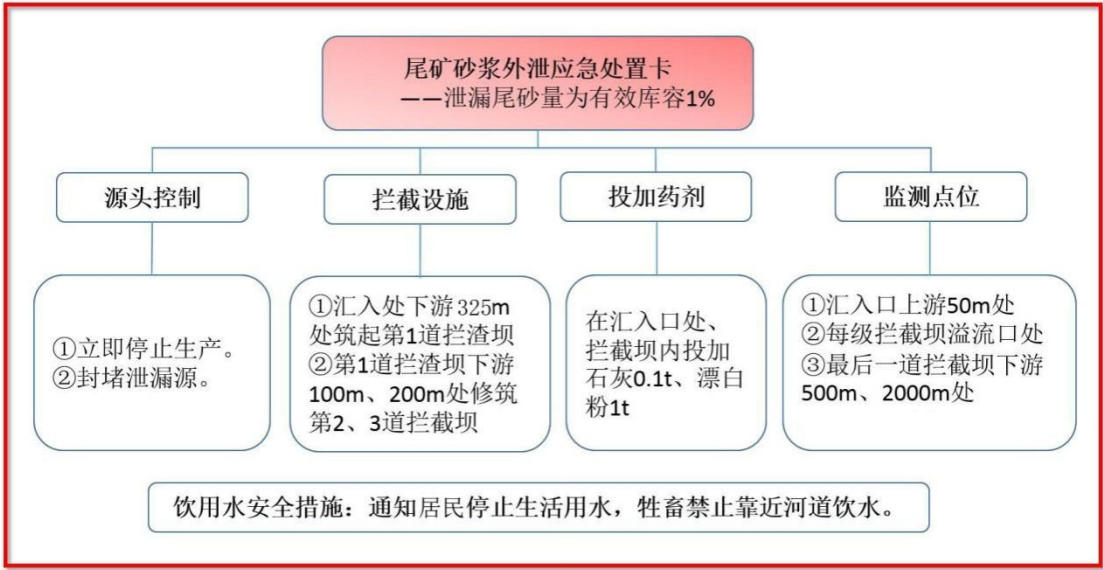 尾矿砂浆外泄应急处置卡
——泄漏尾砂量为有效库容1%
源头控制
拦截设施
投加药剂
监测点位
①立即停止生产。
②封堵泄漏源。
①汇入处下游325m
处筑起第1道拦渣坝
②第1道拦渣坝下游
100m、200m处修筑
第2、3道拦截坝
在汇入口处、
拦截坝内投加
石灰0.1t、漂白
粉1t
①汇入口上游50m处
②每级拦截坝溢流口处
③最后一道拦截坝下游
500m、2000m处
饮用水安全措施：通知居民停止生活用水，牲畜禁止靠近河道饮水。